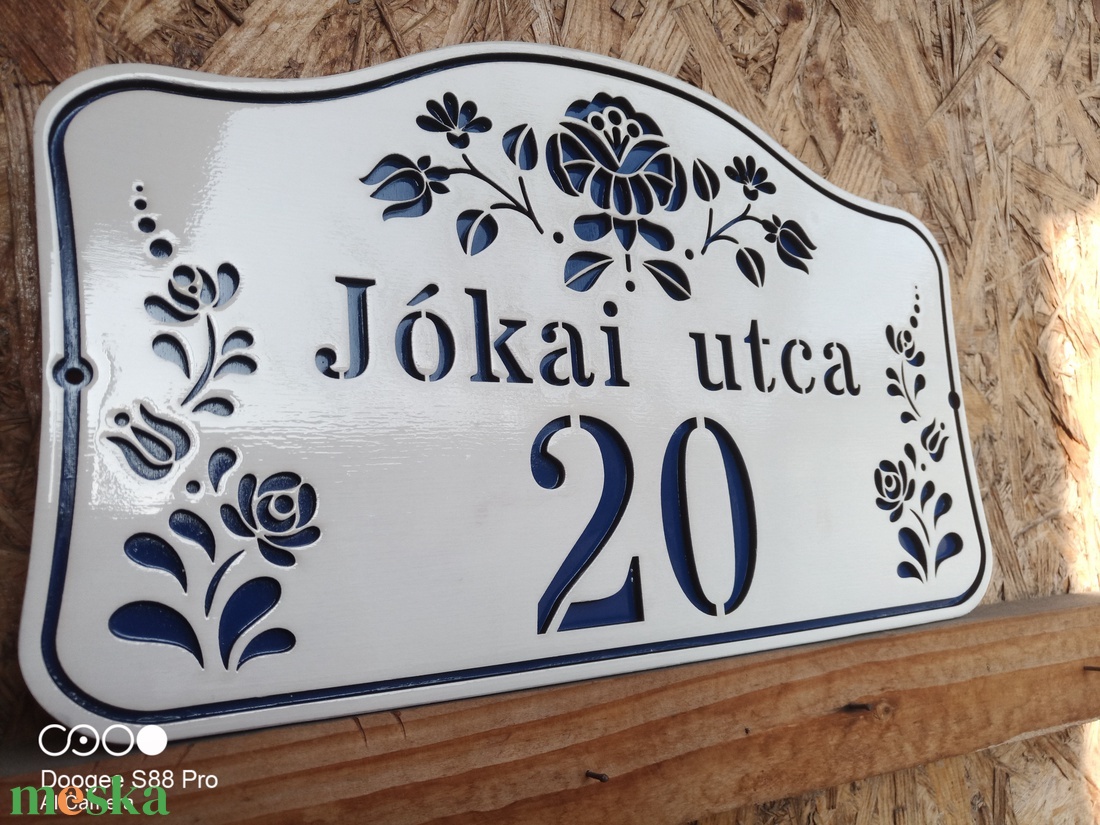 Jókai utca
20
Doogee S88 Pro
AI Camera
meska